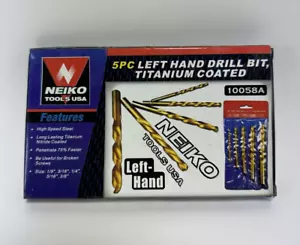 NEIKO
TOOLS USA
5PC LEFT HAND DRILL BIT,
TITANIUM COATED
10058A
Features
High Speed Steel
Long Lasting Titanium
Nitride Coated
Penetrate 75% Faster
Be Useful for Broken
Screws
Size: 1/8", 3/16", 1/4",
5/16", 3/8"
NEIKO
TOOLS USA
Left-
Hand